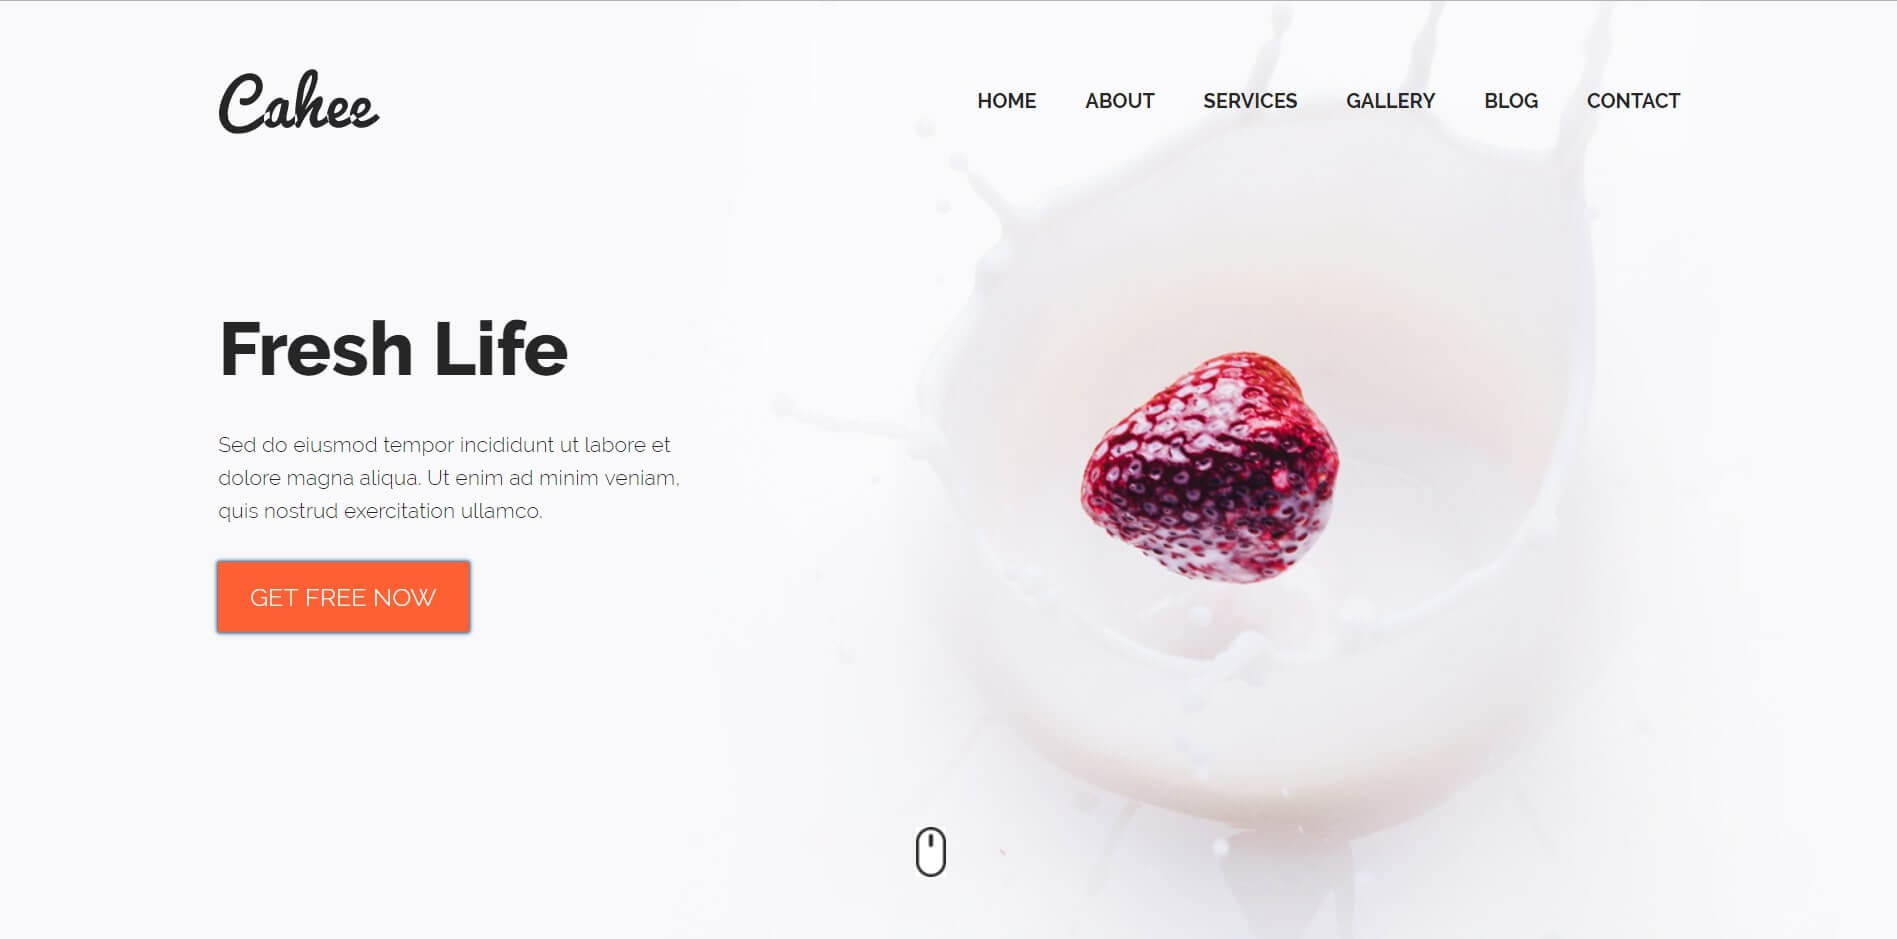 Cahee
HOME ABOUT SERVICES GALLERY BLOG CONTACT
Fresh Life
Sed do eiusmod tempor incididunt ut labore et
dolore magna aliqua. Ut enim ad minim veniam,
quis nostrud exercitation ullamco.
GET FREE NOW